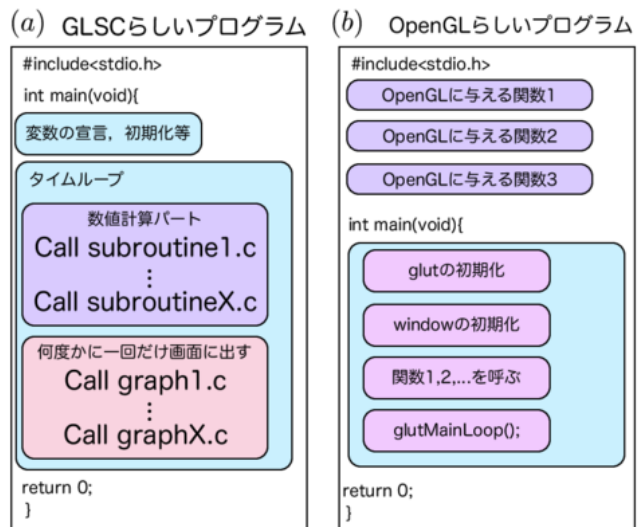 (a) GLSCらしいプログラム
#include<stdio.h>
int main(void){
変数の宣言，初期化等
タイムループ
数値計算パート
Call subroutine1.c
⋮
Call subroutineX.c
何度かに一回だけ画面に出す
Call graph1.c
⋮
Call graphX.c
return 0;
}
(b) OpenGLらしいプログラム
#include<stdio.h>
OpenGLに与える関数1
OpenGLに与える関数2
OpenGLに与える関数3
int main(void){
glutの初期化
windowの初期化
関数1,2,...を呼ぶ
glutMainLoop();
return 0;
}